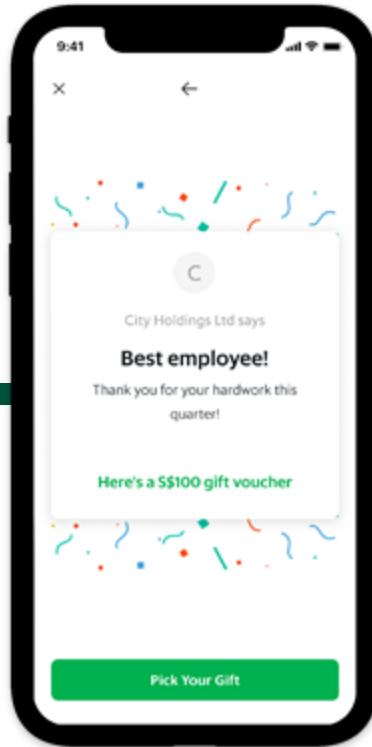 9:41
C
City Holdings Ltd says
Best employee!
Thank you for your hardwork this
quarter!
Here's a S$100 gift voucher
Pick Your Gift